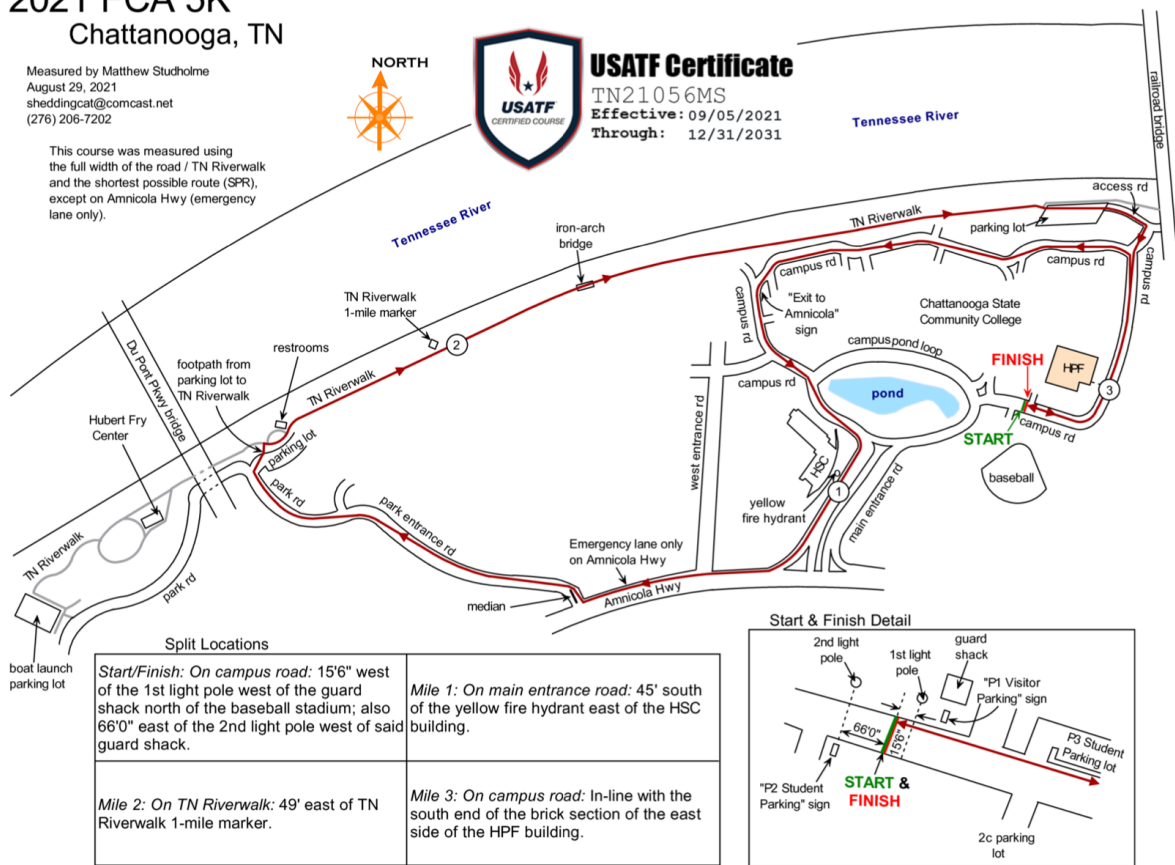 2021 FCA 5K
Chattanooga, TN
Measured by Matthew Studholme
August 29, 2021
sheddingcat@comcast.net
(276) 206-7202
This course was measured using
the full width of the road / TN Riverwalk
and the shortest possible route (SPR),
except on Amnicola Hwy (emergency
lane only).
NORTH
USATF
CERTIFIED COURSE
USATF Certificate
TN21056MS
Effective: 09/05/2021
Through: 12/31/2031
Tennessee River
railroad bridge
Tennessee River
access rd
TN Riverwalk
parking lot
iron-arch
bridge
campus rd
campus rd
campus rd
campus rd
"Exit to
Amnicola"
sign
Chattanooga State
Community College
TN Riverwalk
1-mile marker
2
restrooms
campus pond loop
FINISH
HPF
Du Pont Pkwy bridge
footpath from
parking lot to
TN Riverwalk
TN Riverwalk
campus rd
pond
3
START
campus rd
Hubert Fry
Center
parking lot
west entrance rd
HSC
baseball
park rd
park entrance rd
yellow
fire hydrant
1
main entrance rd
TN Riverwalk
park rd
Emergency lane only
on Amnicola Hwy
median
Amnicola Hwy
boat launch
parking lot
Split Locations
Start/Finish: On campus road: 15'6" west
of the 1st light pole west of the guard
shack north of the baseball stadium; also
66'0" east of the 2nd light pole west of said
guard shack.
Mile 1: On main entrance road: 45' south
of the yellow fire hydrant east of the HSC
building.
Mile 2: On TN Riverwalk: 49' east of TN
Riverwalk 1-mile marker.
Mile 3: On campus road: In-line with the
south end of the brick section of the east
side of the HPF building.
Start & Finish Detail
2nd light
pole
1st light
pole
guard
shack
"P1 Visitor
Parking" sign
66'0"
15'6"
P3 Student
Parking lot
"P2 Student
Parking" sign
START &
FINISH
2c parking
lot